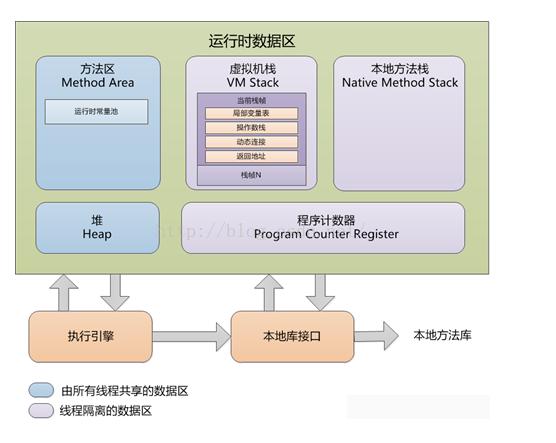 运行时数据区
方法区
Method Area
运行时常量池
虚拟机栈
VM Stack
当前栈帧
局部变量表
操作数栈
动态连接
返回地址
栈帧N
本地方法栈
Native Method Stack
堆
Heap
程序计数器
Program Counter Register
http://blog.
执行引擎
本地库接口
本地方法库
由所有线程共享的数据区
线程隔离的数据区